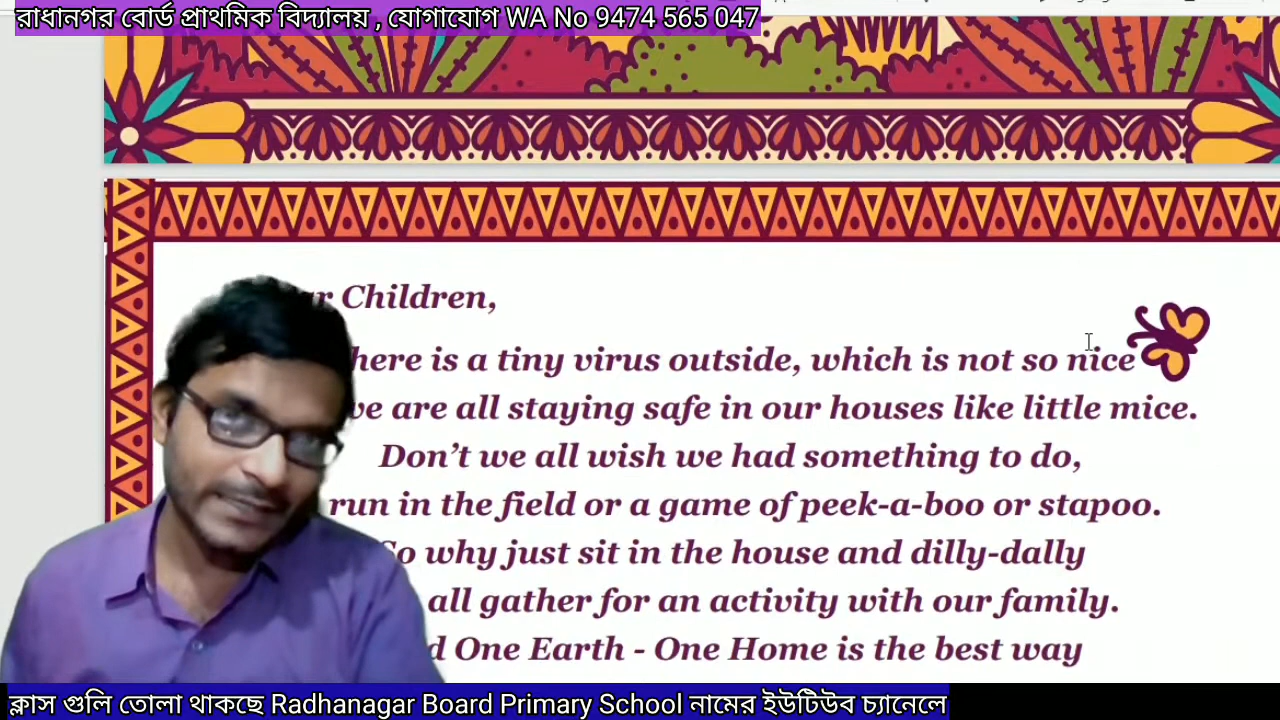 রাধানগর বোর্ড প্রাথমিক বিদ্যালয় , যোগাযোগ WA No 9474 565 047
Children,
is a tiny virus outside, which is not so nice
are all staying safe in our houses like little mice.
Don't we all wish we had something to do,
run in the field or a game of peek-a-boo or stapoo.
So why just sit in the house and dilly-dally
all gather for an activity with our family.
One Earth - One Home is the best way
ক্লাস গুলি তোলা থাকছে Radhanagar Board Primary School নামের ইউটিউব চ্যানেলে